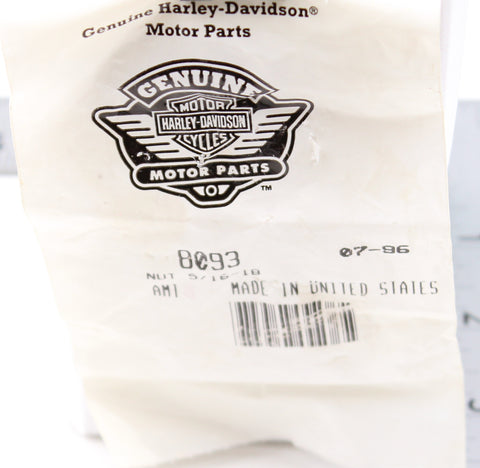 Genuine Harley-Davidson®
Motor Parts
GENUINE
MOTOR
HARLEY-DAVIDSON
CYCLES
MOTOR PARTS
TM
8093 07-96
NUT 5/16-18
AMI MADE IN UNITED STATES